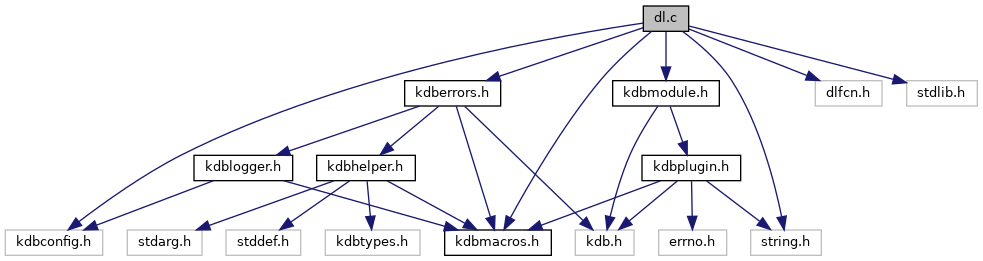 dl.c
kdberrors.h
kdbmodule.h
dlfcn.h
stdlib.h
kdblogger.h
kdbhelper.h
kdbplugin.h
kdbconfig.h
stdarg.h
stddef.h
kdbtypes.h
kdbmacros.h
kdb.h
errno.h
string.h